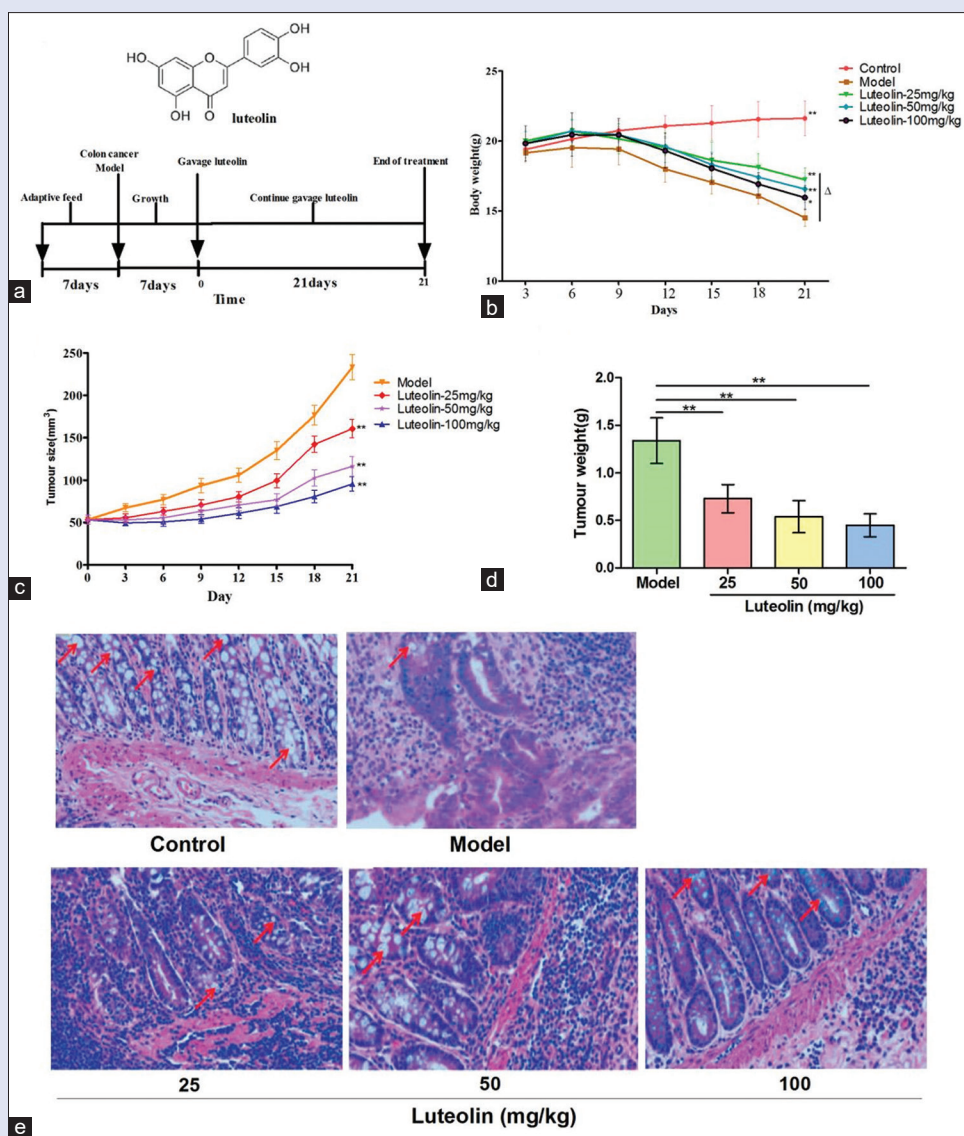 OH
OH
HO
O
OH
O
luteolin
Colon cancer
Model
Gavage luteolin
End of treatment
Adaptive feed
Growth
Continue gavage luteolin
0
21
7days
7days
21days
Time
a
Control
Model
Luteolin-25mg/kg
Luteolin-50mg/kg
Luteolin-100mg/kg
25
20
15
10
Body weight(g)
**
**
**
*
Δ
3 6 9 12 15 18 21
Days
b
250
200
150
100
50
0
Tumour size(mm³)
Model
Luteolin-25mg/kg
Luteolin-50mg/kg
Luteolin-100mg/kg
**
**
**
0 3 6 9 12 15 18 21
Day
c
2.0
1.5
1.0
0.5
0.0
Tumour weight(g)
**
**
**
Model 25 50 100
Luteolin (mg/kg)
d
Control Model
25 50 100
Luteolin (mg/kg)
e